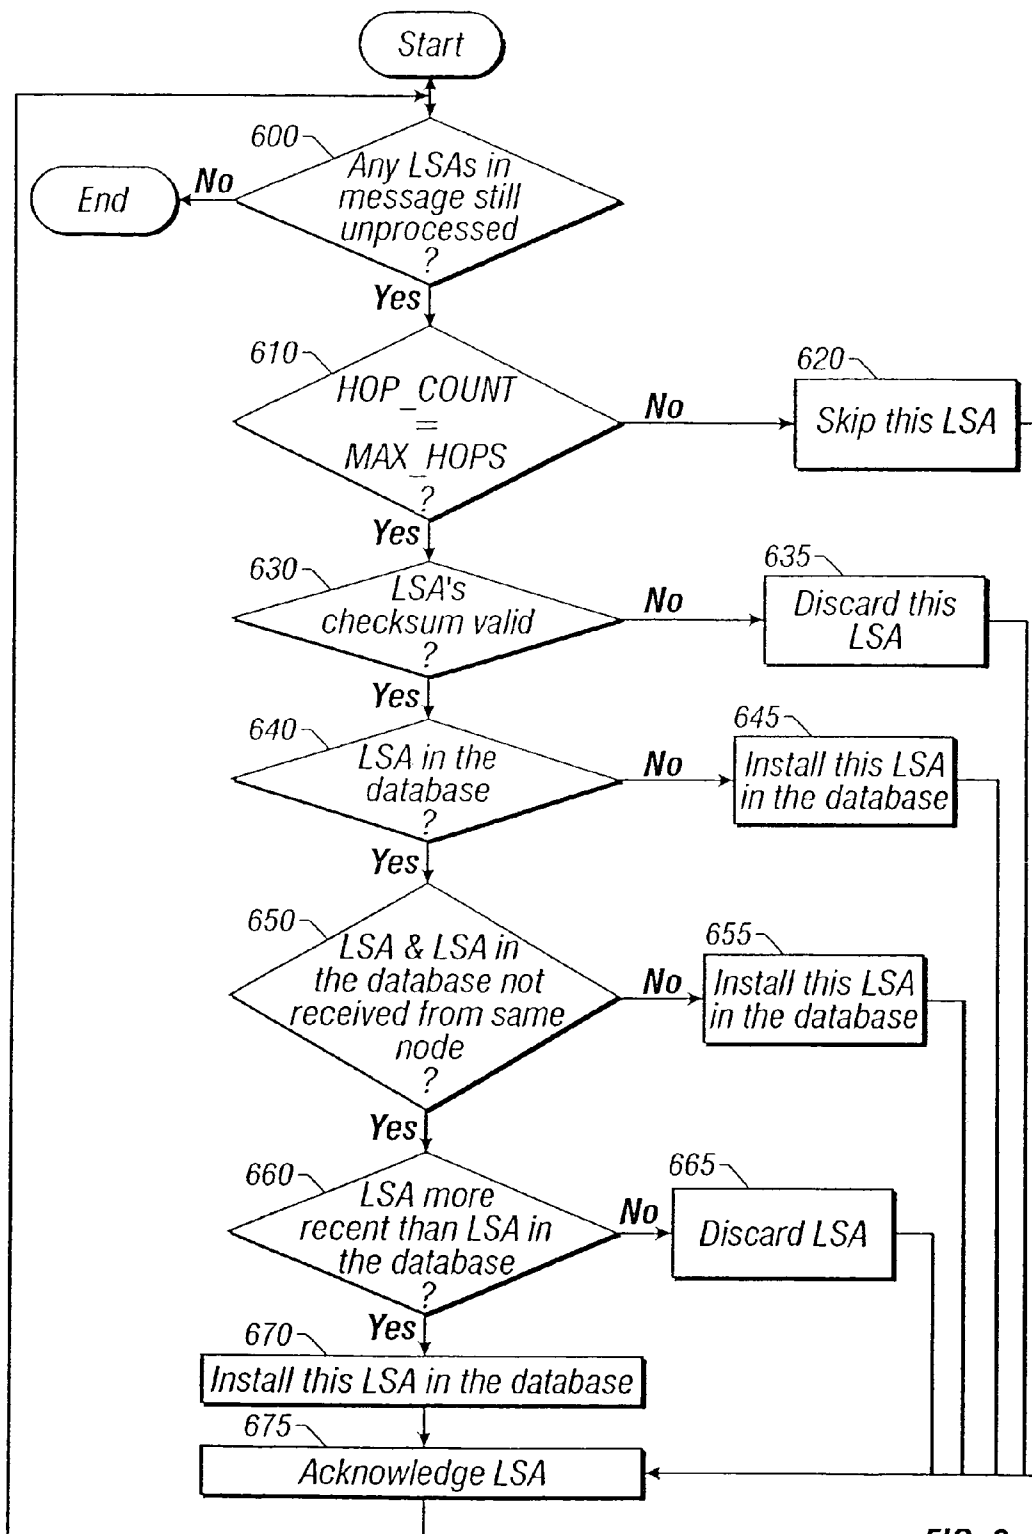 Start
600
Any LSAs in
message still
unprocessed
?
No
End
Yes
610
HOP_COUNT
=
MAX_HOPS
?
No
620
Skip this LSA
Yes
630
LSA's
checksum valid
?
No
635
Discard this
LSA
Yes
640
LSA in the
database
?
No
645
Install this LSA
in the database
Yes
650
LSA & LSA in
the database not
received from same
node
?
No
655
Install this LSA
in the database
Yes
660
LSA more
recent than LSA in
the database
?
No
665
Discard LSA
Yes
670
Install this LSA in the database
675
Acknowledge LSA